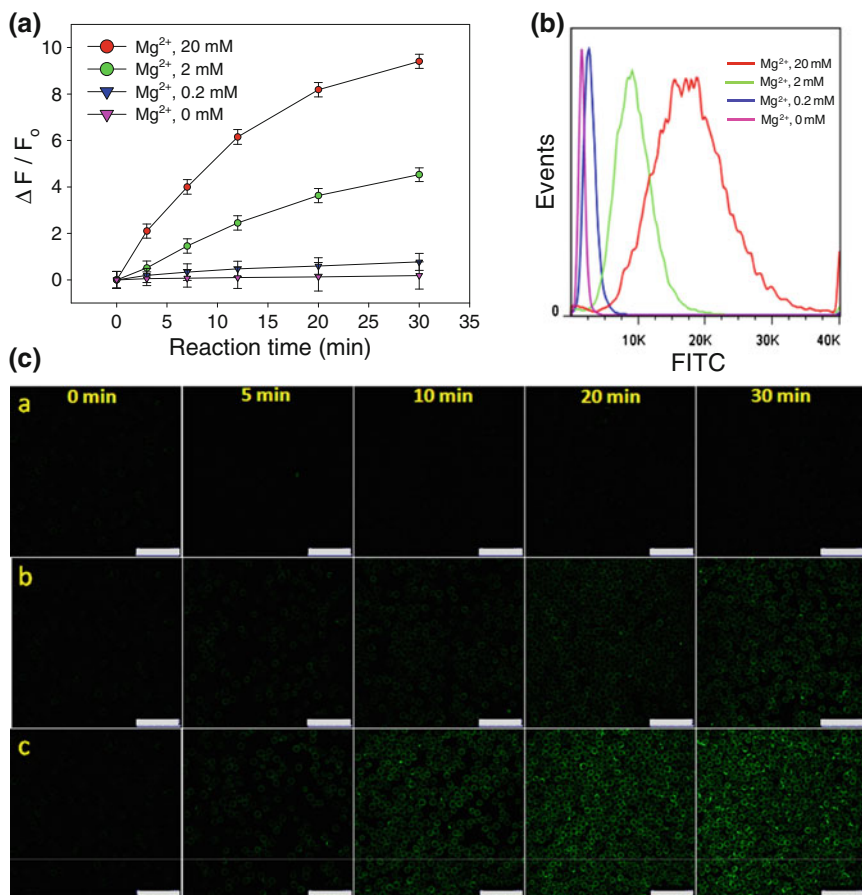 (a)
Mg²⁺, 20 mM
Mg²⁺, 2 mM
Mg²⁺, 0.2 mM
Mg²⁺, 0 mM
Δ F / Fₒ
10
8
6
4
2
0
0 5 10 15 20 25 30 35
Reaction time (min)
(b)
Mg²⁺, 20 mM
Mg²⁺, 2 mM
Mg²⁺, 0.2 mM
Mg²⁺, 0 mM
Events
0
10K 20K 30K 40K
FITC
(c)
a 0 min 5 min 10 min 20 min 30 min
b
c